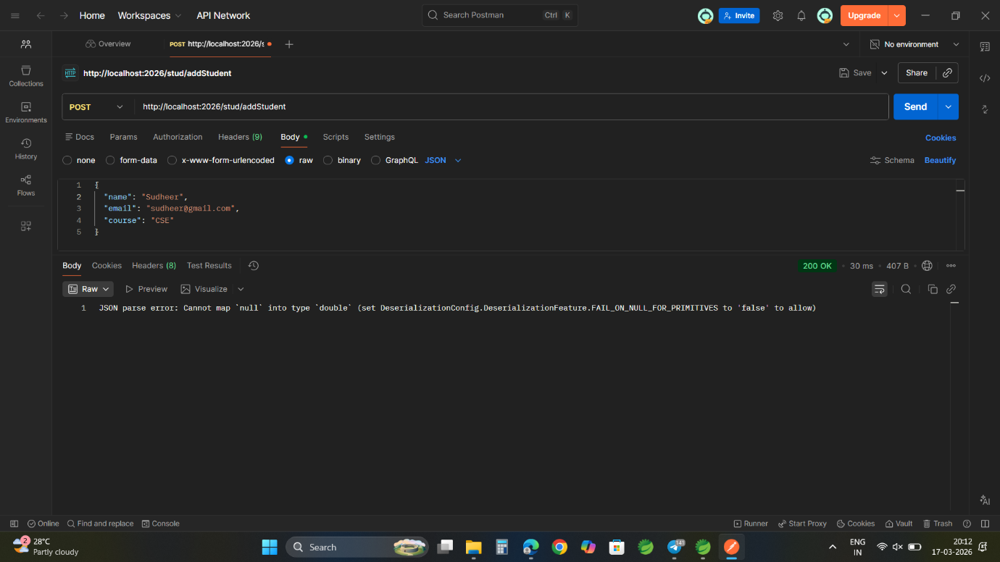 Home
Workspaces
API Network
Search Postman
Ctrl K
Invite
Upgrade
Overview
POST http://localhost:2026/s
No environment
http://localhost:2026/stud/addStudent
Save
Share
POST
http://localhost:2026/stud/addStudent
Send
Docs
Params
Authorization
Headers (9)
Body
Scripts
Settings
Cookies
none
form-data
x-www-form-urlencoded
raw
binary
GraphQL
JSON
Schema
Beautify
Collections
Environments
History
Flows
1 {
2 "name": "Sudheer",
3 "email": "sudheer@gmail.com",
4 "course": "CSE"
5 }
Body
Cookies
Headers (8)
Test Results
200 OK
30 ms
407 B
Raw
Preview
Visualize
1 JSON parse error: Cannot map `null` into type `double` (set DeserializationConfig.DeserializationFeature.FAIL_ON_NULL_FOR_PRIMITIVES to 'false' to allow)
Online
Find and replace
Console
Runner
Start Proxy
Cookies
Vault
Trash
2
28°C
Partly cloudy
Search
141
ENG
IN
20:12
17-03-2026